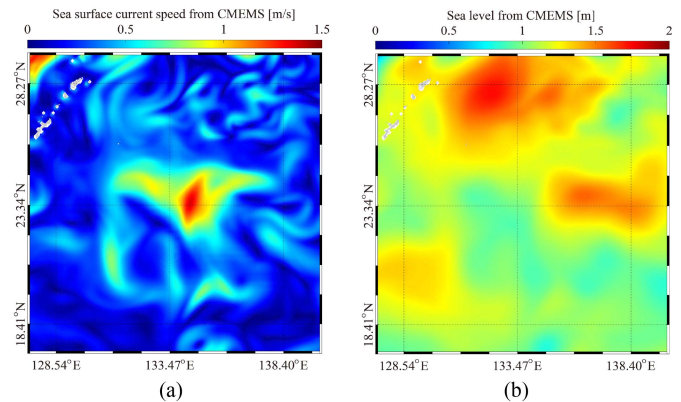 Sea surface current speed from CMEMS [m/s]
0 0.5 1 1.5
28.27°N
23.34°N
18.41°N
128.54°E 133.47°E 138.40°E
(a)
Sea level from CMEMS [m]
0 0.5 1 1.5 2
28.27°N
23.34°N
18.41°N
128.54°E 133.47°E 138.40°E
(b)